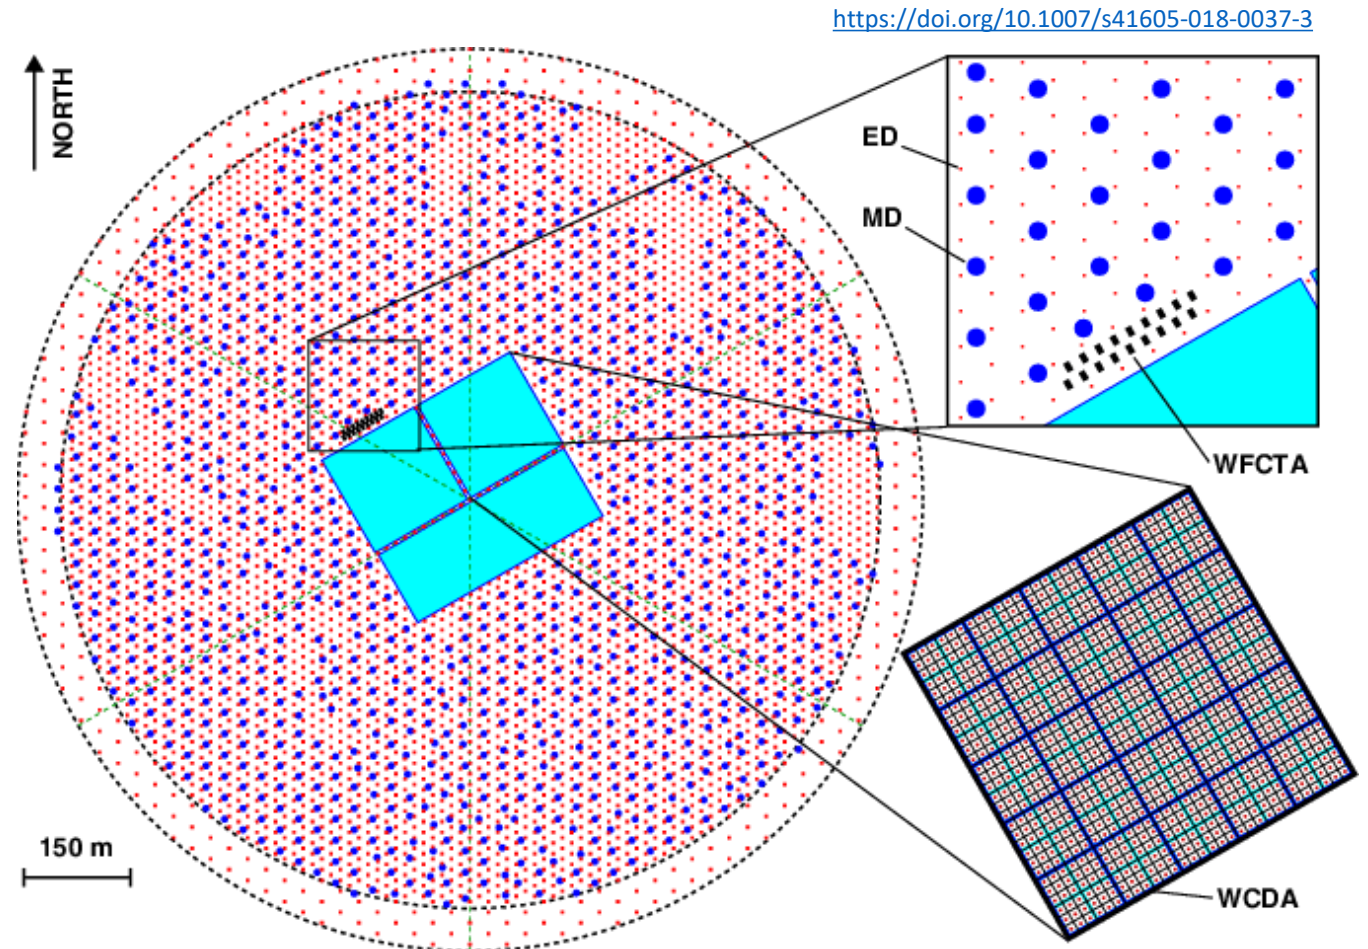 https://doi.org/10.1007/s41605-018-0037-3
NORTH
ED
MD
WFCTA
150 m
WCDA